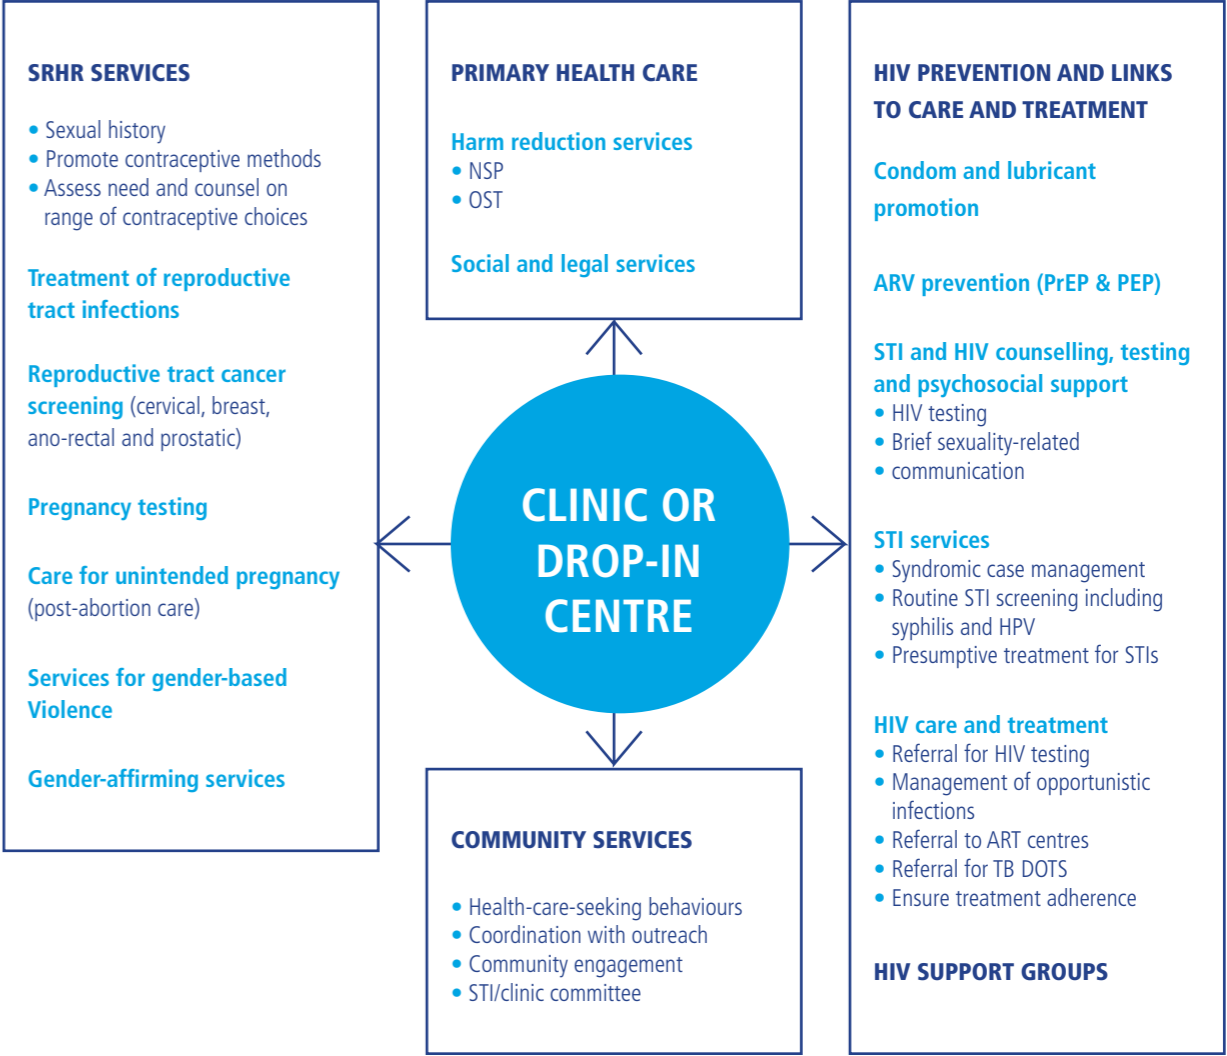 SRHR SERVICES
• Sexual history
• Promote contraceptive methods
• Assess need and counsel on
range of contraceptive choices
Treatment of reproductive
tract infections
Reproductive tract cancer
screening (cervical, breast,
ano-rectal and prostatic)
Pregnancy testing
Care for unintended pregnancy
(post-abortion care)
Services for gender-based
Violence
Gender-affirming services
PRIMARY HEALTH CARE
Harm reduction services
• NSP
• OST
Social and legal services
CLINIC OR
DROP-IN
CENTRE
COMMUNITY SERVICES
• Health-care-seeking behaviours
• Coordination with outreach
• Community engagement
• STI/clinic committee
HIV PREVENTION AND LINKS
TO CARE AND TREATMENT
Condom and lubricant
promotion
ARV prevention (PrEP & PEP)
STI and HIV counselling, testing
and psychosocial support
• HIV testing
• Brief sexuality-related
• communication
STI services
• Syndromic case management
• Routine STI screening including
syphilis and HPV
• Presumptive treatment for STIs
HIV care and treatment
• Referral for HIV testing
• Management of opportunistic
infections
• Referral to ART centres
• Referral for TB DOTS
• Ensure treatment adherence
HIV SUPPORT GROUPS